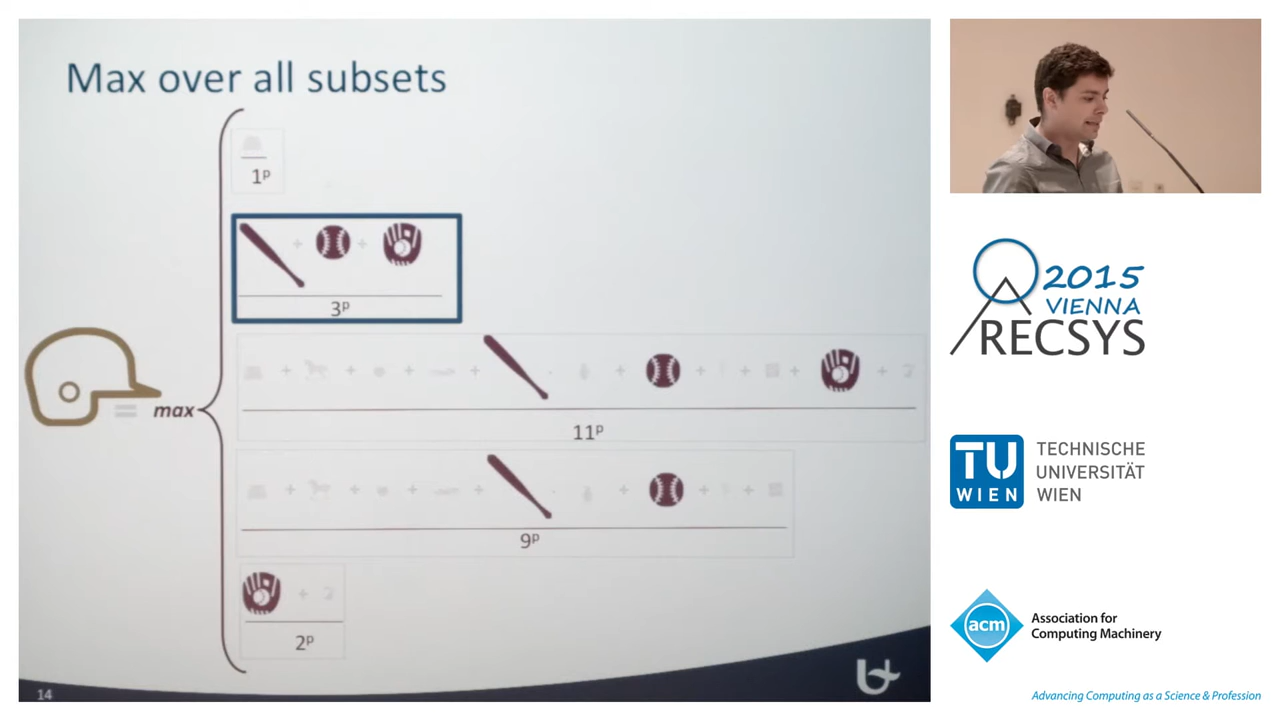 Max over all subsets
1ᵖ
+ +
3ᵖ
+ + + + + + + +
11ᵖ
= max
+ + + + + +
9ᵖ
+
2ᵖ
14
2015
VIENNA
RECSYS
TU
WIEN
TECHNISCHE
UNIVERSITÄT
WIEN
acm
Association for
Computing Machinery
Advancing Computing as a Science & Profession